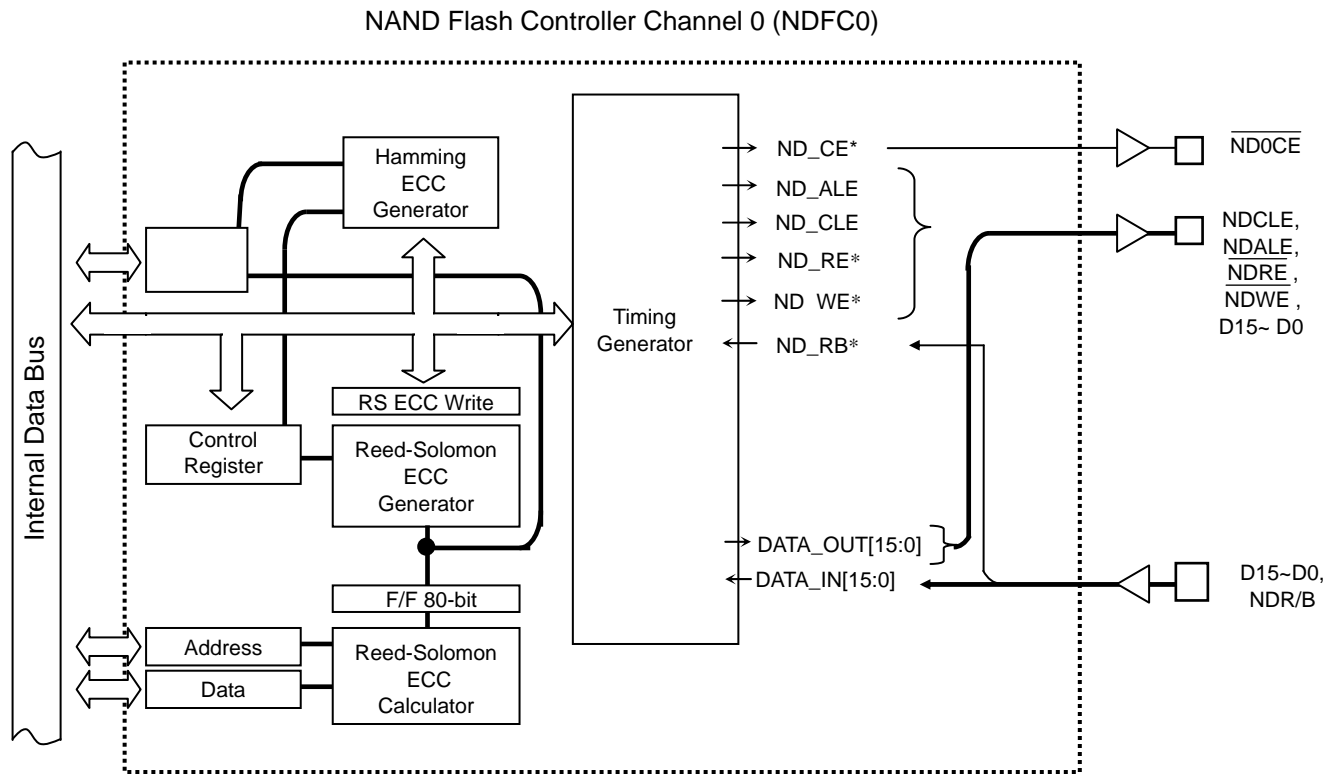 NAND Flash Controller Channel 0 (NDFC0)
Internal Data Bus
Hamming
ECC
Generator
Control
Register
RS ECC Write
Reed-Solomon
ECC
Generator
F/F 80-bit
Address
Data
Reed-Solomon
ECC
Calculator
Timing
Generator
ND_CE*
ND_ALE
ND_CLE
ND_RE*
ND WE*
ND_RB*
DATA_OUT[15:0]
DATA_IN[15:0]
ND0CE
NDCLE,
NDALE,
NDRE ,
NDWE ,
D15~ D0
D15~D0,
NDR/B